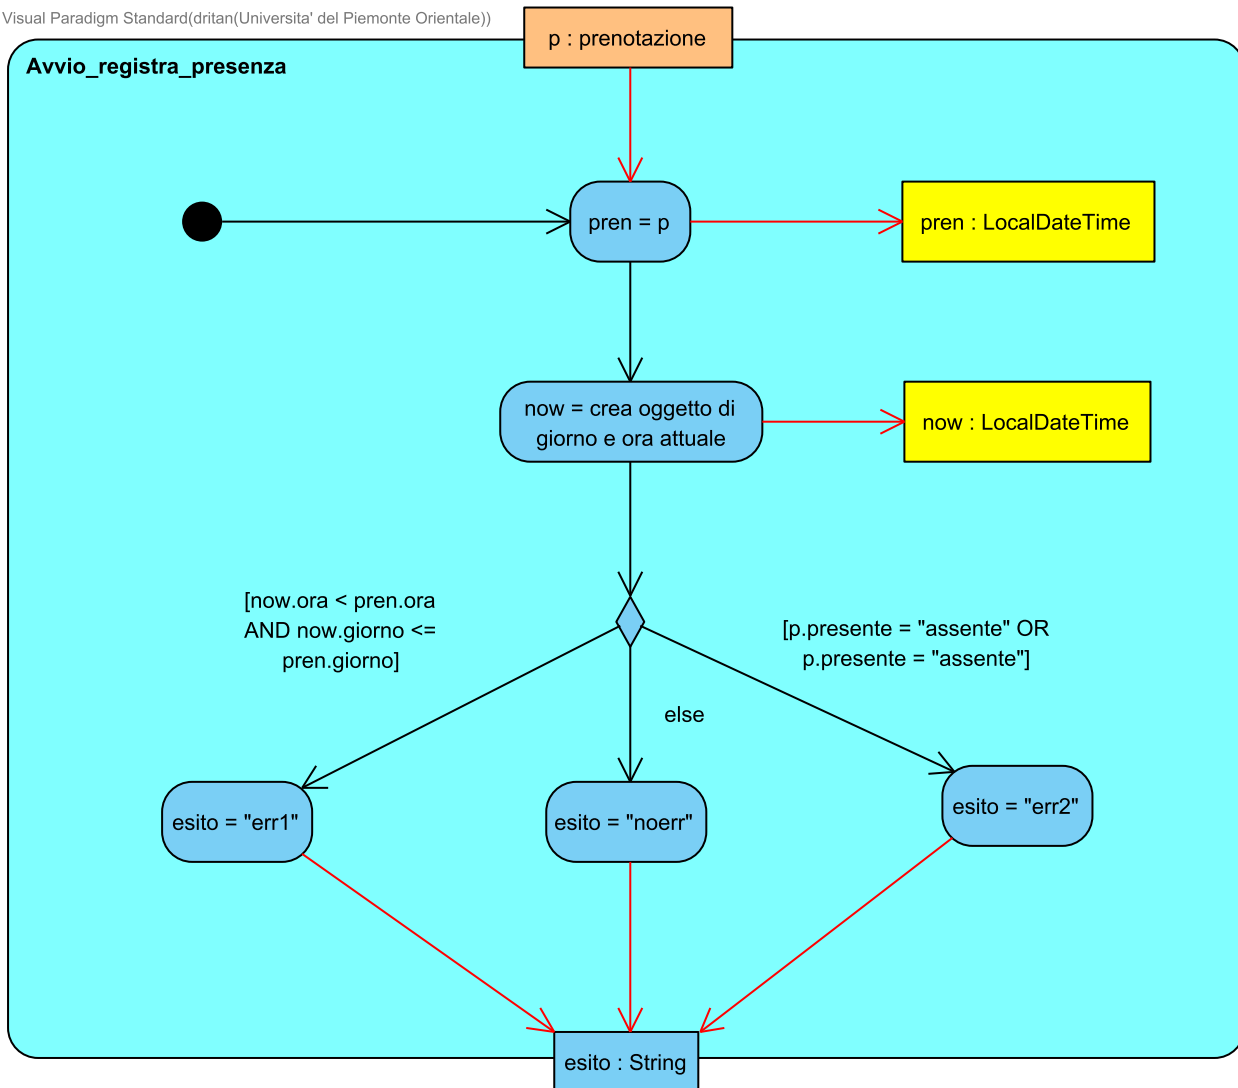 Visual Paradigm Standard(dritan(Universita' del Piemonte Orientale))
p : prenotazione
Avvio_registra_presenza
pren = p
pren : LocalDateTime
now = crea oggetto di
giorno e ora attuale
now : LocalDateTime
[now.ora < pren.ora
AND now.giorno <=
pren.giorno]
[p.presente = "assente" OR
p.presente = "assente"]
else
esito = "err1"
esito = "noerr"
esito = "err2"
esito : String